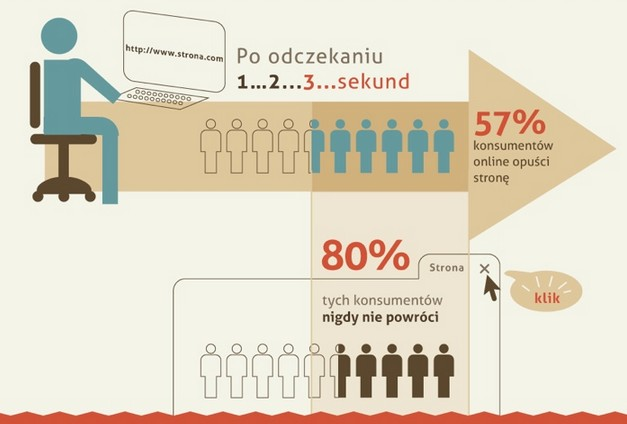 http://www.strona.com
Po odczekaniu
1...2...3...sekund
57%
konsumentów
online opuści
stronę
80%
Strona
klik
tych konsumentów
nigdy nie powróci